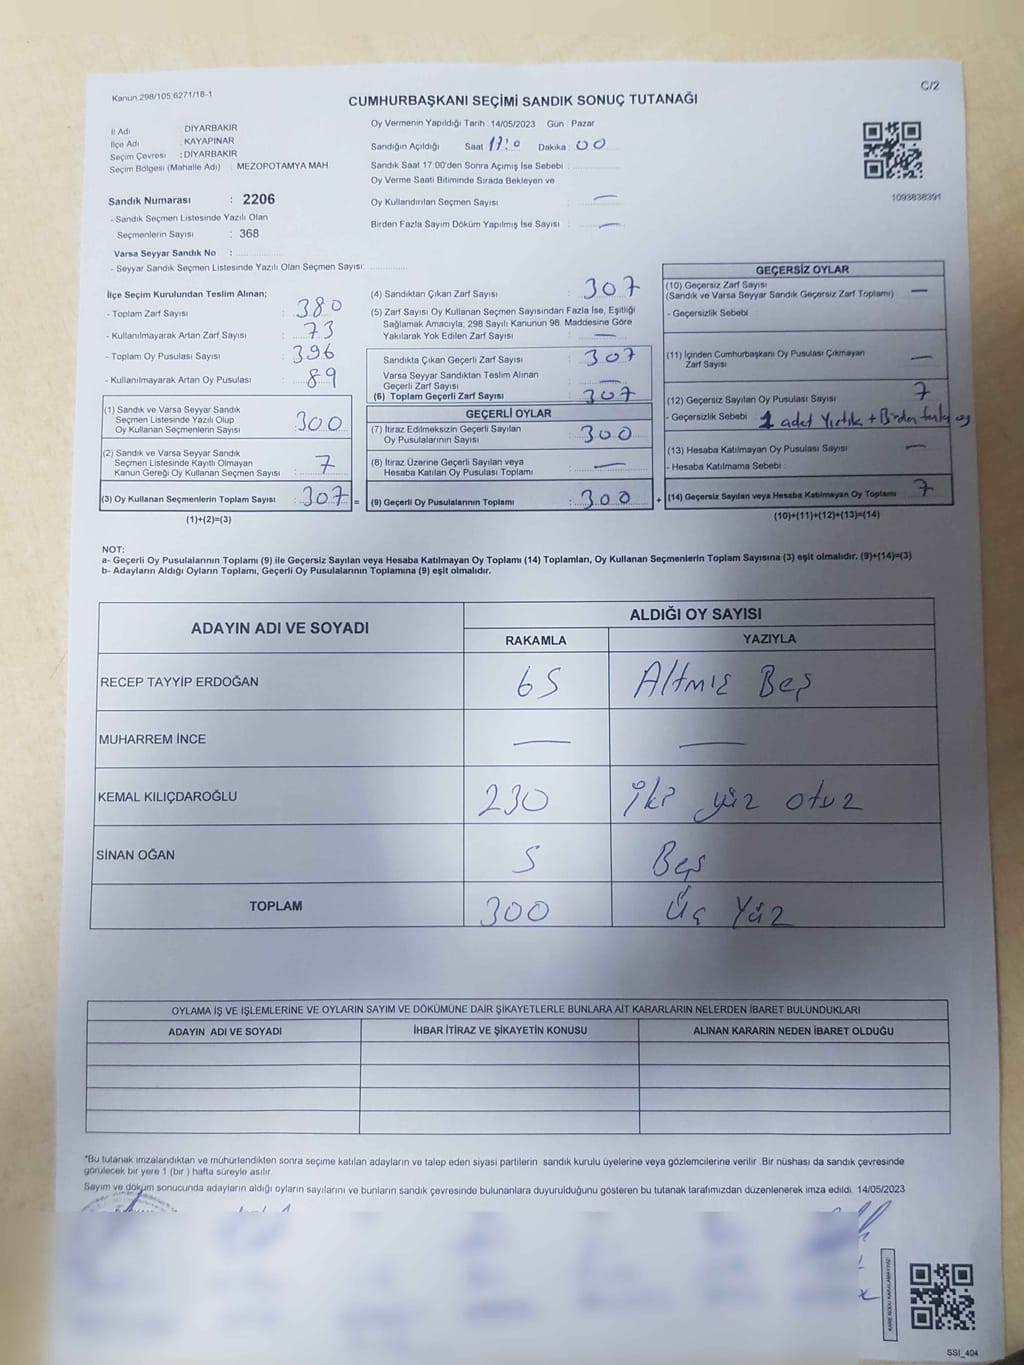 Kanun 298/105,6271/18-1
C/2
CUMHURBAŞKANI SEÇİMİ SANDIK SONUÇ TUTANAĞI
İl Adı DİYARBAKIR
İlçe Adı KAYAPINAR
Seçim Çevresi : DİYARBAKIR
Seçim Bölgesi (Mahalle Adı) : MEZOPOTAMYA MAH.
Sandık Numarası : 2206
- Sandık Seçmen Listesinde Yazılı Olan
Seçmenlerin Sayısı : 368
Varsa Seyyar Sandık No :
- Seyyar Sandık Seçmen Listesinde Yazılı Olan Seçmen Sayısı:
Oy Vermenin Yapıldığı Tarih : 14/05/2023 Gün : Pazar
Sandığın Açıldığı Saat Dakika : 00
Sandık Saat 17:00'den Sonra Açımış İse Sebebi :
Oy Verme Saati Bitiminde Sırada Bekleyen ve
Oy Kullandırılan Seçmen Sayısı : —
Birden Fazla Sayım Döküm Yapılmış İse Sayısı : —
1093838391
İlçe Seçim Kurulundan Teslim Alınan;
- Toplam Zarf Sayısı : 380
- Kullanılmayarak Artan Zarf Sayısı : 73
- Toplam Oy Pusulası Sayısı : 396
- Kullanılmayarak Artan Oy Pusulası : 89
(1) Sandık ve Varsa Seyyar Sandık
Seçmen Listesinde Yazılı Olup
Oy Kullanan Seçmenlerin Sayısı : 300
(2) Sandık ve Varsa Seyyar Sandık
Seçmen Listesinde Kayıtlı Olmayan
Kanun Gereği Oy Kullanan Seçmen Sayısı : 7
(3) Oy Kullanan Seçmenlerin Toplam Sayısı : 307 =
(1)+(2)=(3)
(4) Sandıktan Çıkan Zarf Sayısı : 307
(5) Zarf Sayısı Oy Kullanan Seçmen Sayısından Fazla İse, Eşitliği
Sağlamak Amacıyla, 298 Sayılı Kanunun 98. Maddesine Göre
Yakılarak Yok Edilen Zarf Sayısı : —
Sandıkta Çıkan Geçerli Zarf Sayısı : 307
Varsa Seyyar Sandıktan Teslim Alınan
Geçerli Zarf Sayısı : —
(6) Toplam Geçerli Zarf Sayısı : 307
GEÇERLİ OYLAR
(7) İtiraz Edilmeksizin Geçerli Sayılan
Oy Pusulalarının Sayısı : 300
(8) İtiraz Üzerine Geçerli Sayılan veya
Hesaba Katılan Oy Pusulası Toplamı : —
(9) Geçerli Oy Pusulalarının Toplamı : 300 +
GEÇERSİZ OYLAR
(10) Geçersiz Zarf Sayısı
(Sandık ve Varsa Seyyar Sandık Geçersiz Zarf Toplamı) —
- Geçersizlik Sebebi
(11) İçinden Cumhurbaşkanı Oy Pusulası Çıkmayan
Zarf Sayısı —
(12) Geçersiz Sayılan Oy Pusulası Sayısı 7
- Geçersizlik Sebebi 1 adet Yırtık + Birden
(13) Hesaba Katılmayan Oy Pusulası Sayısı —
- Hesaba Katılmama Sebebi
(14) Geçersiz Sayılan veya Hesaba Katılmayan Oy Toplamı 7
(10)+(11)+(12)+(13)=(14)
NOT:
a- Geçerli Oy Pusulalarının Toplamı (9) ile Geçersiz Sayılan veya Hesaba Katılmayan Oy Toplamı (14) Toplamları, Oy Kullanan Seçmenlerin Toplam Sayısına (3) eşit olmalıdır. (9)+(14)=(3)
b- Adayların Aldığı Oyların Toplamı, Geçerli Oy Pusulalarının Toplamına (9) eşit olmalıdır.
ADAYIN ADI VE SOYADI
ALDIĞI OY SAYISI
RAKAMLA YAZIYLA
RECEP TAYYİP ERDOĞAN 65 Altmış Beş
MUHARREM İNCE — —
KEMAL KILIÇDAROĞLU 230 İki yüz otuz
SİNAN OĞAN 5 Beş
TOPLAM 300 Üç Yüz
OYLAMA İŞ VE İŞLEMLERİNE VE OYLARIN SAYIM VE DÖKÜMÜNE DAİR ŞİKAYETLERLE BUNLARA AİT KARARLARIN NELERDEN İBARET BULUNDUKLARI
ADAYIN ADI VE SOYADI İHBAR İTİRAZ VE ŞİKAYETİN KONUSU ALINAN KARARIN NEDEN İBARET OLDUĞU
*Bu tutanak imzalandıktan ve mühürlendikten sonra seçime katılan adayların ve talep eden siyasi partilerin sandık kurulu üyelerine veya gözlemcilerine verilir. Bir nüshası da sandık çevresinde
görülecek bir yere 1 (bir ) hafta süreyle asılır.
Sayım ve döküm sonucunda adayların aldığı oyların sayılarını ve bunların sandık çevresinde bulunanlara duyurulduğunu gösteren bu tutanak tarafımızdan düzenlenerek imza edildi. 14/05/2023
KARE KODU KARALAMAYINIZ
SSI_404